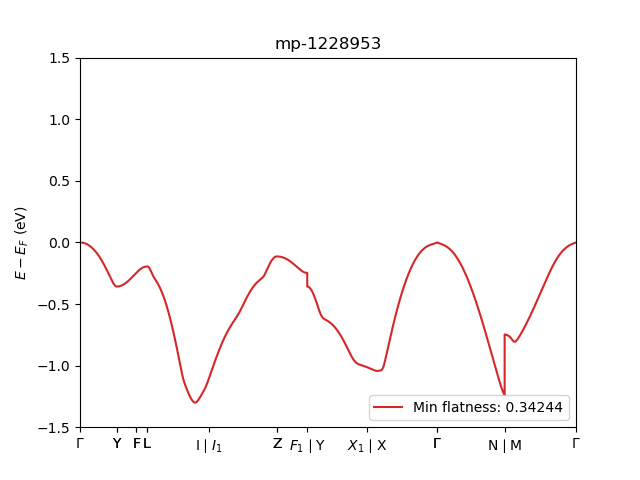 mp-1228953
1.5
1.0
0.5
0.0
−0.5
−1.0
−1.5
E − E_F (eV)
Min flatness: 0.34244
Γ Y F L I | I₁ Z F₁ | Y X₁ | X Γ N | M Γ